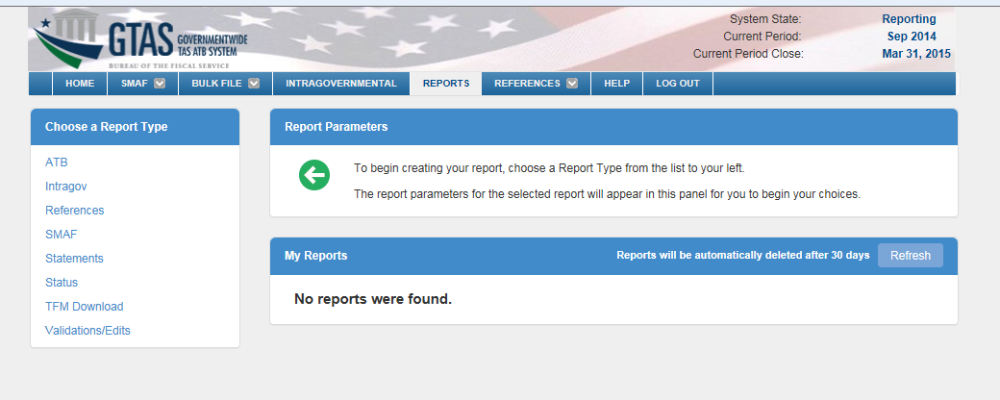 GTAS GOVERNMENTWIDE
TAS ATB SYSTEM
BUREAU OF THE FISCAL SERVICE
System State: Reporting
Current Period: Sep 2014
Current Period Close: Mar 31, 2015
HOME SMAF BULK FILE INTRAGOVERNMENTAL REPORTS REFERENCES HELP LOG OUT
Choose a Report Type
ATB
Intragov
References
SMAF
Statements
Status
TFM Download
Validations/Edits
Report Parameters
To begin creating your report, choose a Report Type from the list to your left.
The report parameters for the selected report will appear in this panel for you to begin your choices.
My Reports Reports will be automatically deleted after 30 days Refresh
No reports were found.